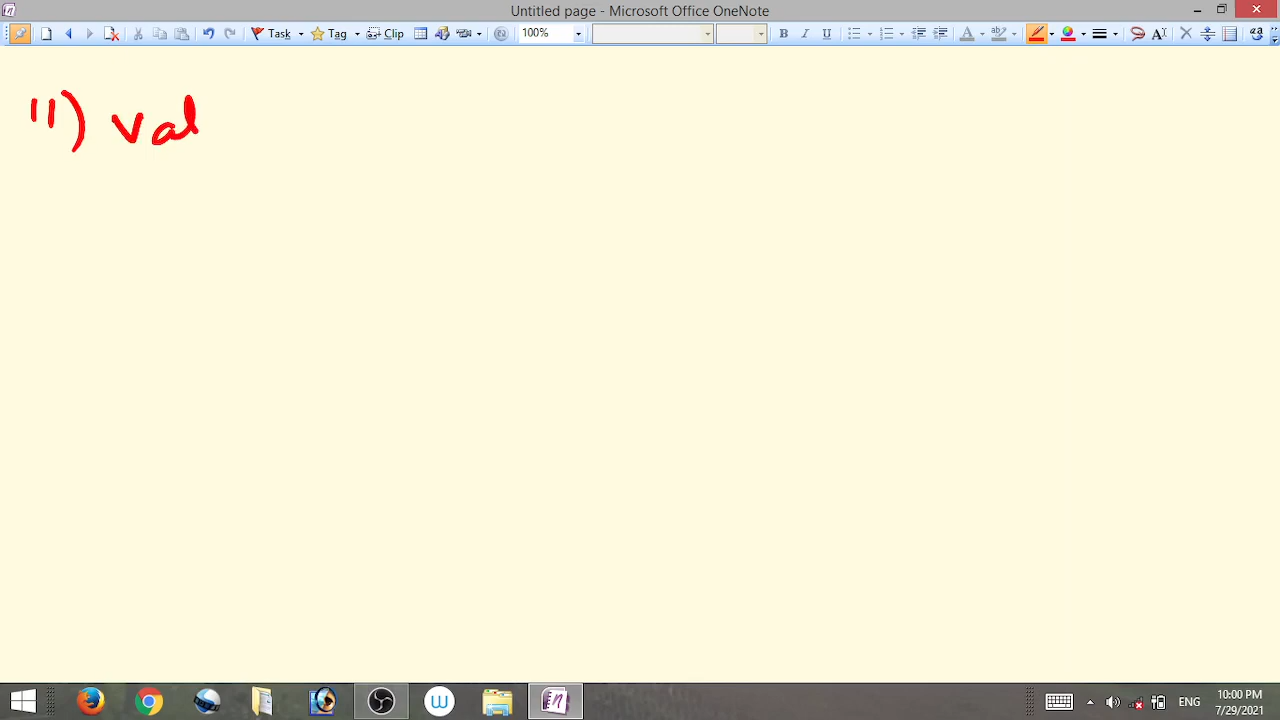 Untitled page - Microsoft Office OneNote
Task Tag Clip 100%
11) val
ENG 10:00 PM
7/29/2021